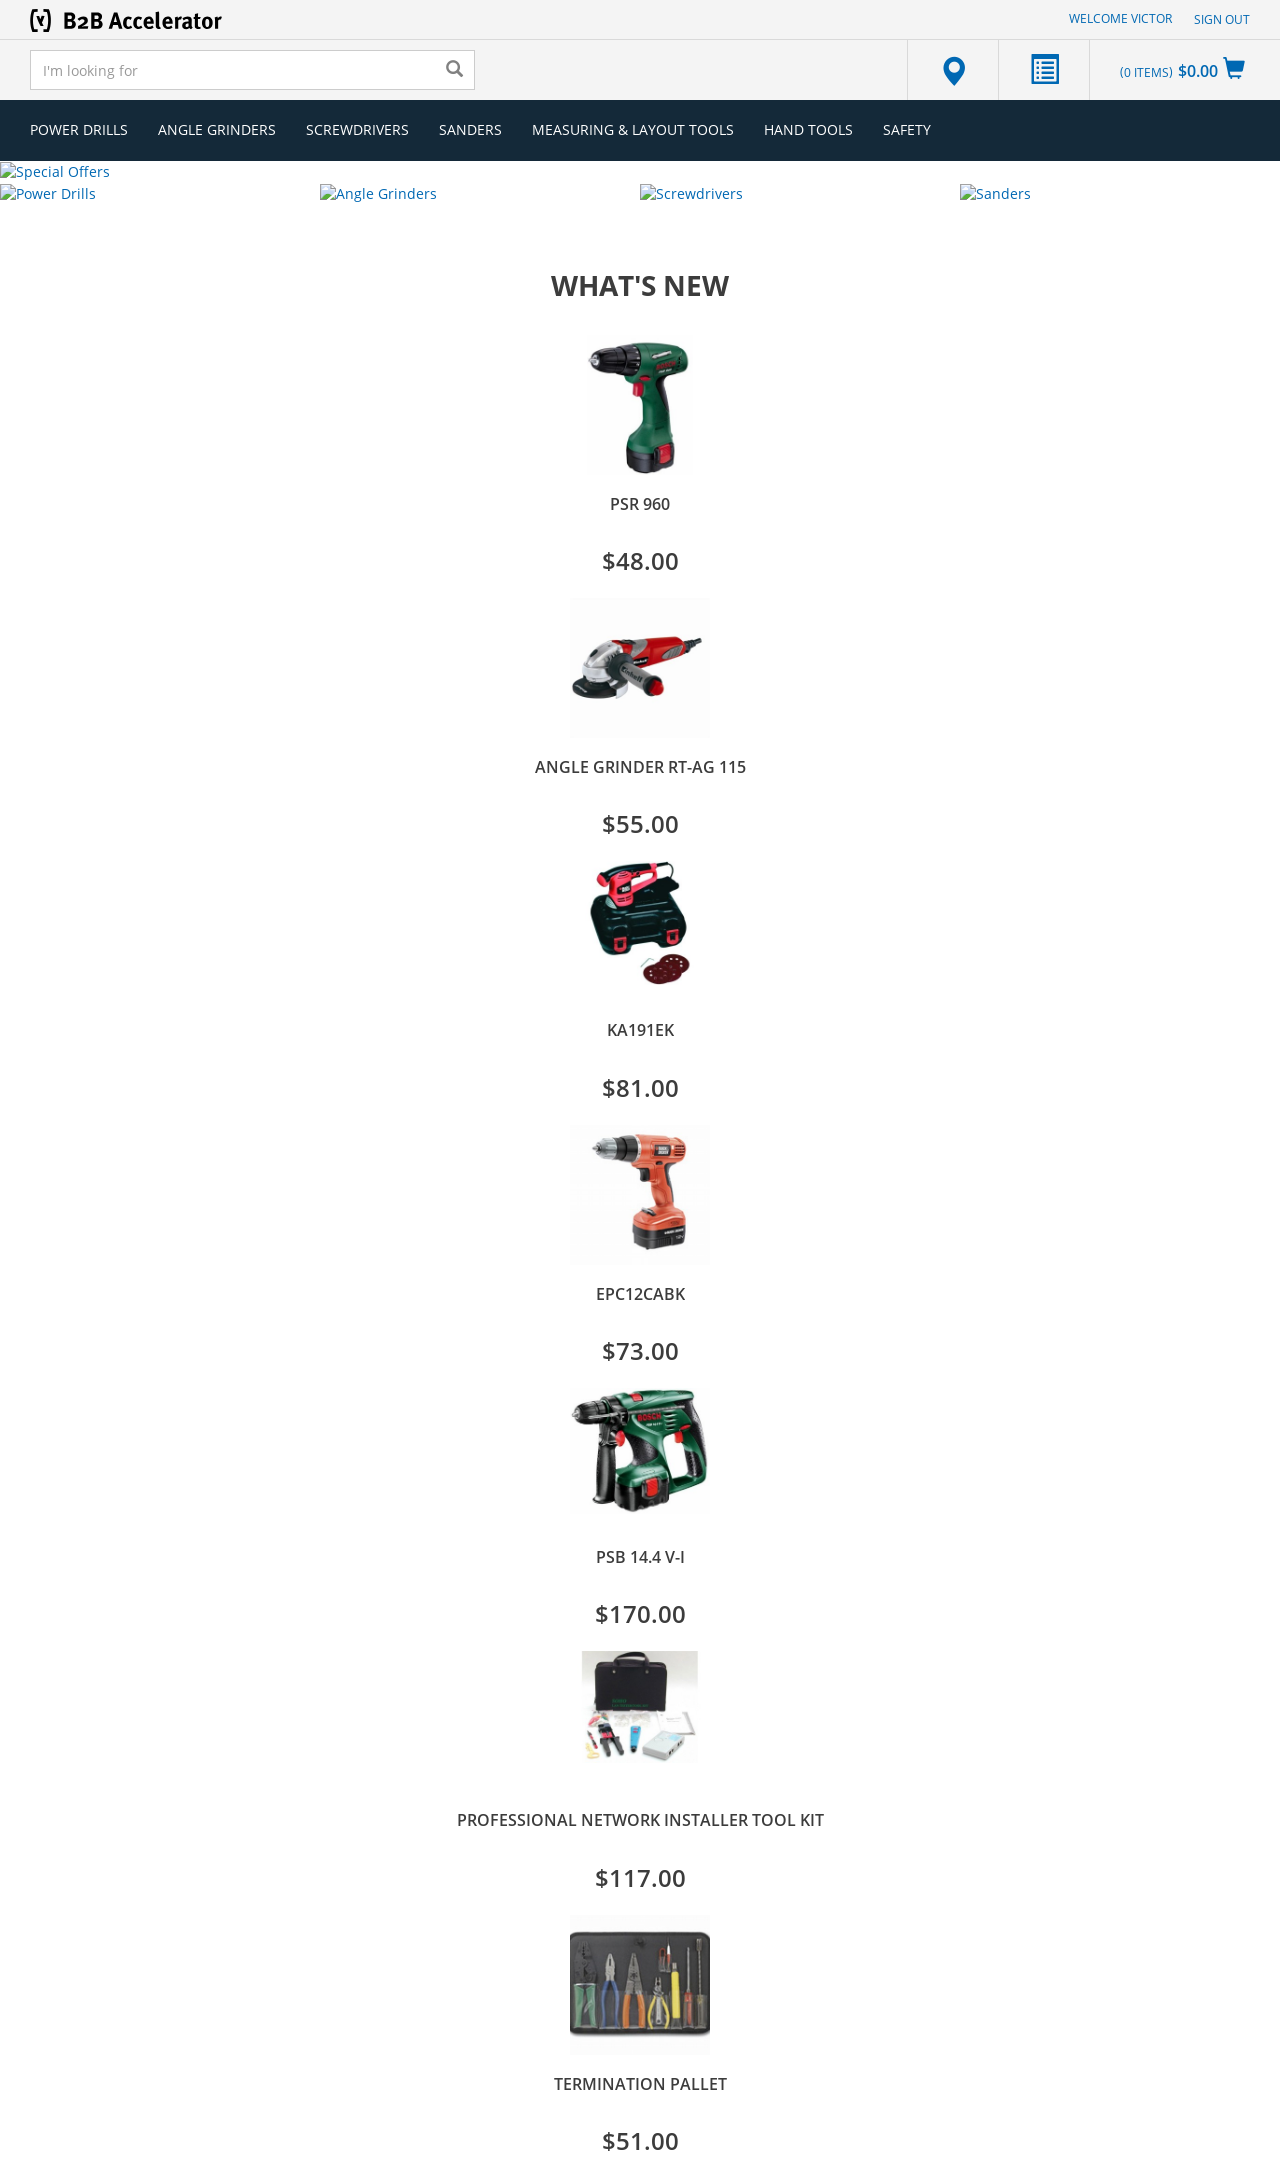 B2B Accelerator
WELCOME VICTOR
SIGN OUT
I'm looking for
(0 ITEMS) $0.00
POWER DRILLS
ANGLE GRINDERS
SCREWDRIVERS
SANDERS
MEASURING & LAYOUT TOOLS
HAND TOOLS
SAFETY
Special Offers
Power Drills
Angle Grinders
Screwdrivers
Sanders
WHAT'S NEW
PSR 960
$48.00
ANGLE GRINDER RT-AG 115
$55.00
KA191EK
$81.00
EPC12CABK
$73.00
BOSCH
PSB 14.4 V-I
$170.00
PROFESSIONAL NETWORK INSTALLER TOOL KIT
$117.00
TERMINATION PALLET
$51.00